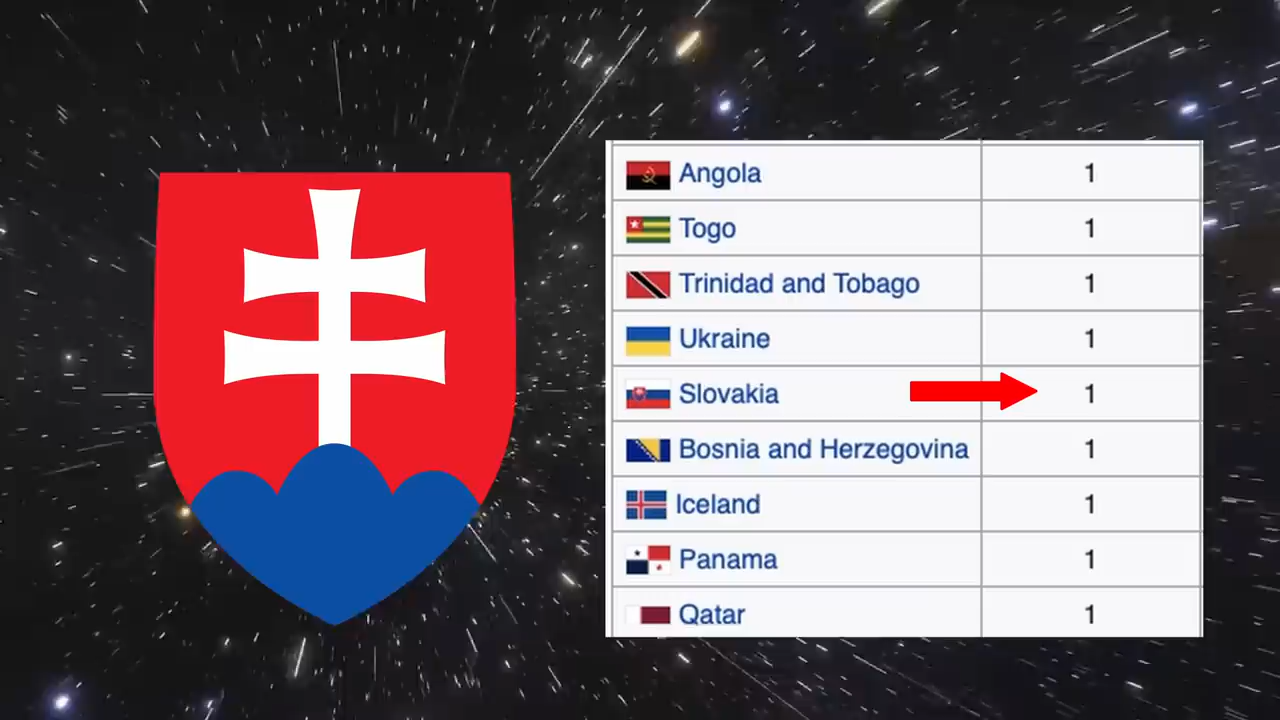 Angola 1
Togo 1
Trinidad and Tobago 1
Ukraine 1
Slovakia 1
Bosnia and Herzegovina 1
Iceland 1
Panama 1
Qatar 1